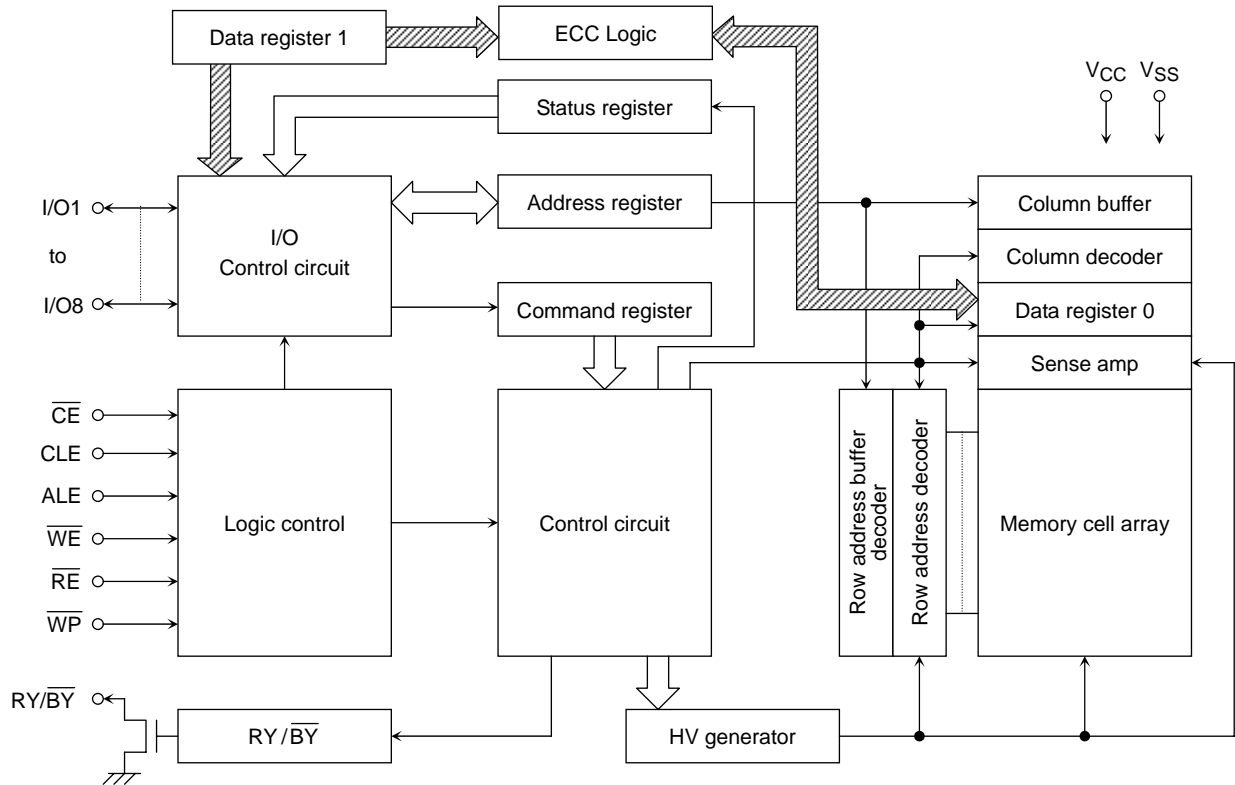 Data register 1
ECC Logic
VCC
VSS
Status register
I/O1
to
I/O8
I/O
Control circuit
Address register
Column buffer
Column decoder
Command register
Data register 0
Sense amp
CE
CLE
ALE
WE
RE
WP
Logic control
Control circuit
Row address buffer
decoder
Row address decoder
Memory cell array
RY/BY
RY/BY
HV generator